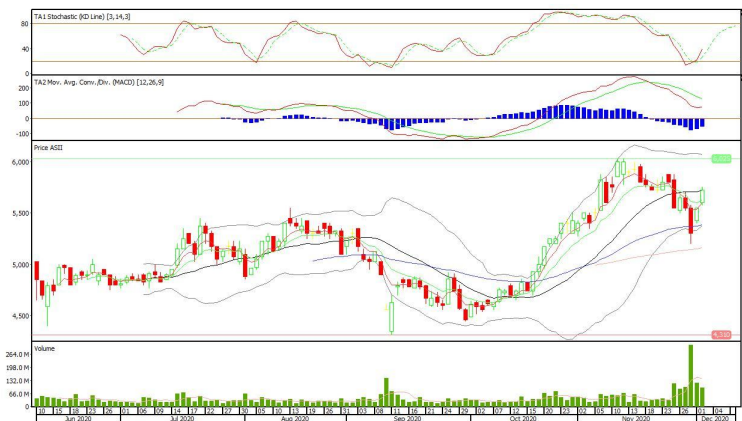 TA1 Stochastic (KD Line) [3,14,3]
80
40
0
TA2 Mov. Avg. Conv./Div. (MACD) [12,26,9]
200
100
0
-100
Price ASII
6,000
5,500
5,000
4,500
Volume
264.0 M
198.0 M
132.0 M
66.0 M
0
10 15 18 23 26 01 06 09 14 17 22 27 30 05 10 13 18 25 28 31 03 08 11 16 21 24 29 02 07 12 15 20 23 02 05 10 13 18 23 26 01 04
Jun 2020 Jul 2020 Aug 2020 Sep 2020 Oct 2020 Nov 2020 Dec 2020